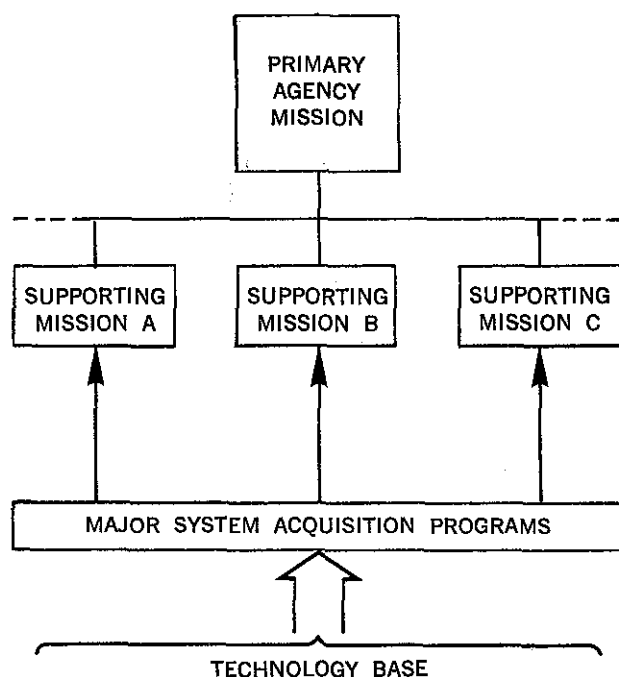 PRIMARY
AGENCY
MISSION
SUPPORTING
MISSION A
SUPPORTING
MISSION B
SUPPORTING
MISSION C
MAJOR SYSTEM ACQUISITION PROGRAMS
TECHNOLOGY BASE